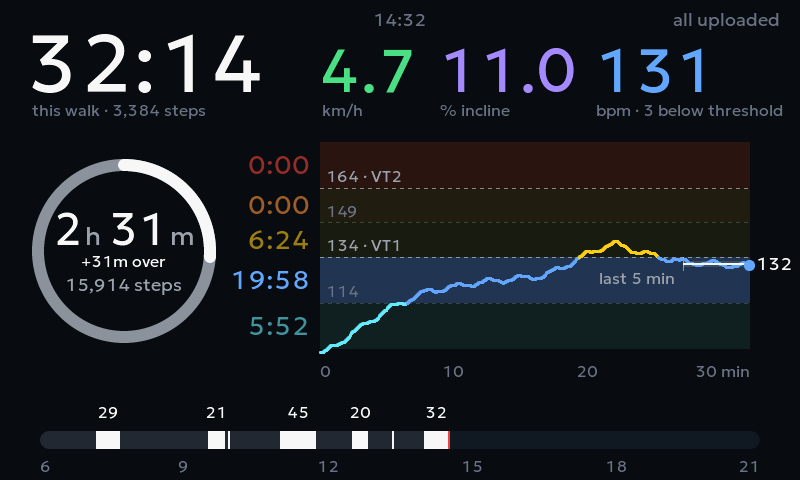 14:32
all uploaded
32:14
4.7
11.0
131
this walk · 3,384 steps
km/h
% incline
bpm · 3 below threshold
0:00
164 · VT2
0:00
149
2h 31m
6:24
134 · VT1
+31m over
132
15,914 steps
19:58
last 5 min
114
5:52
0
10
20
30 min
29
21
45
20
32
6
9
12
15
18
21